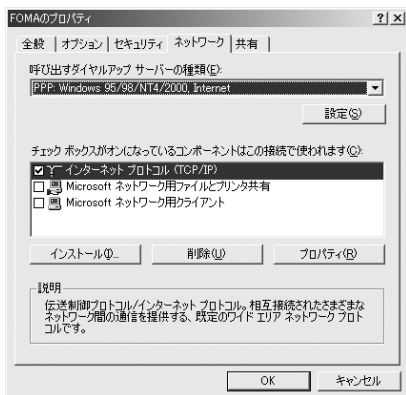 FOMAのプロパティ
全般 オプション セキュリティ ネットワーク 共有
呼び出すダイヤルアップ サーバーの種類(E):
PPP: Windows 95/98/NT4/2000, Internet
設定(S)
チェック ボックスがオンになっているコンポーネントはこの接続で使われます(C):
インターネット プロトコル (TCP/IP)
Microsoft ネットワーク用ファイルとプリンタ共有
Microsoft ネットワーク用クライアント
インストール(I)... 削除(U) プロパティ(R)
説明
伝送制御プロトコル/インターネット プロトコル。相互接続されたさまざまな
ネットワーク間の通信を提供する、既定のワイド エリア ネットワーク プロト
コルです。
OK キャンセル